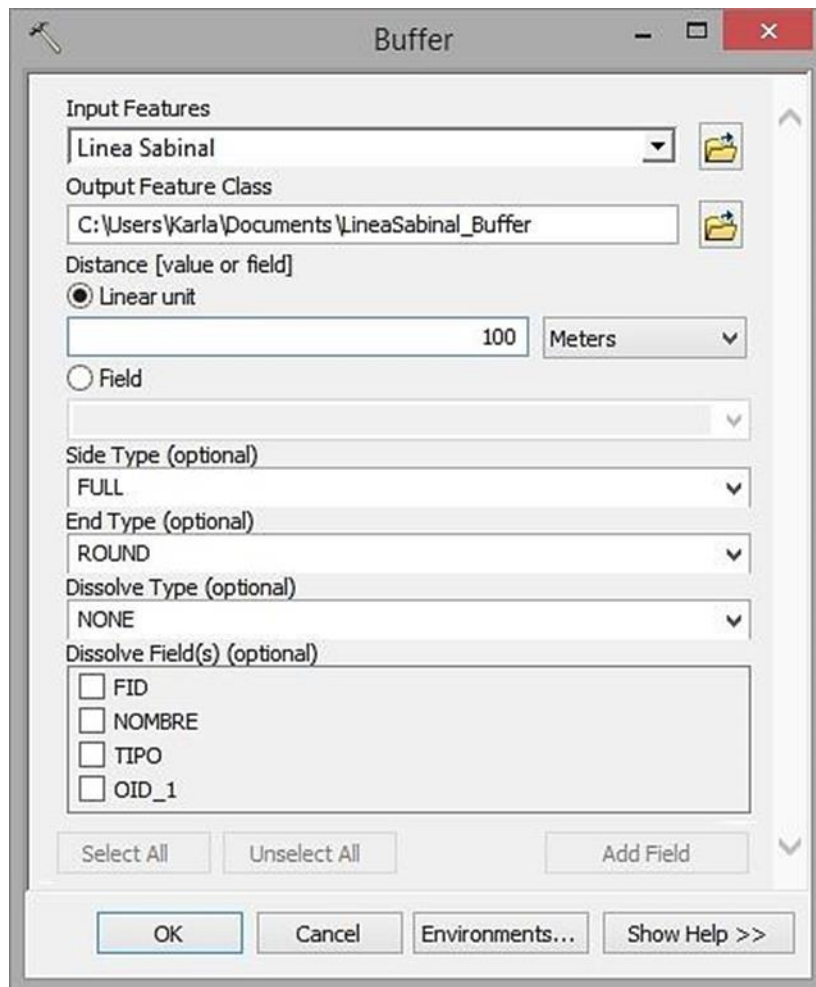 Buffer
Input Features
Linea Sabinal
Output Feature Class
C:\Users\Karla\Documents\LineaSabinal_Buffer
Distance [value or field]
Linear unit
100 Meters
Field
Side Type (optional)
FULL
End Type (optional)
ROUND
Dissolve Type (optional)
NONE
Dissolve Field(s) (optional)
FID
NOMBRE
TIPO
OID_1
Select All Unselect All Add Field
OK Cancel Environments... Show Help >>